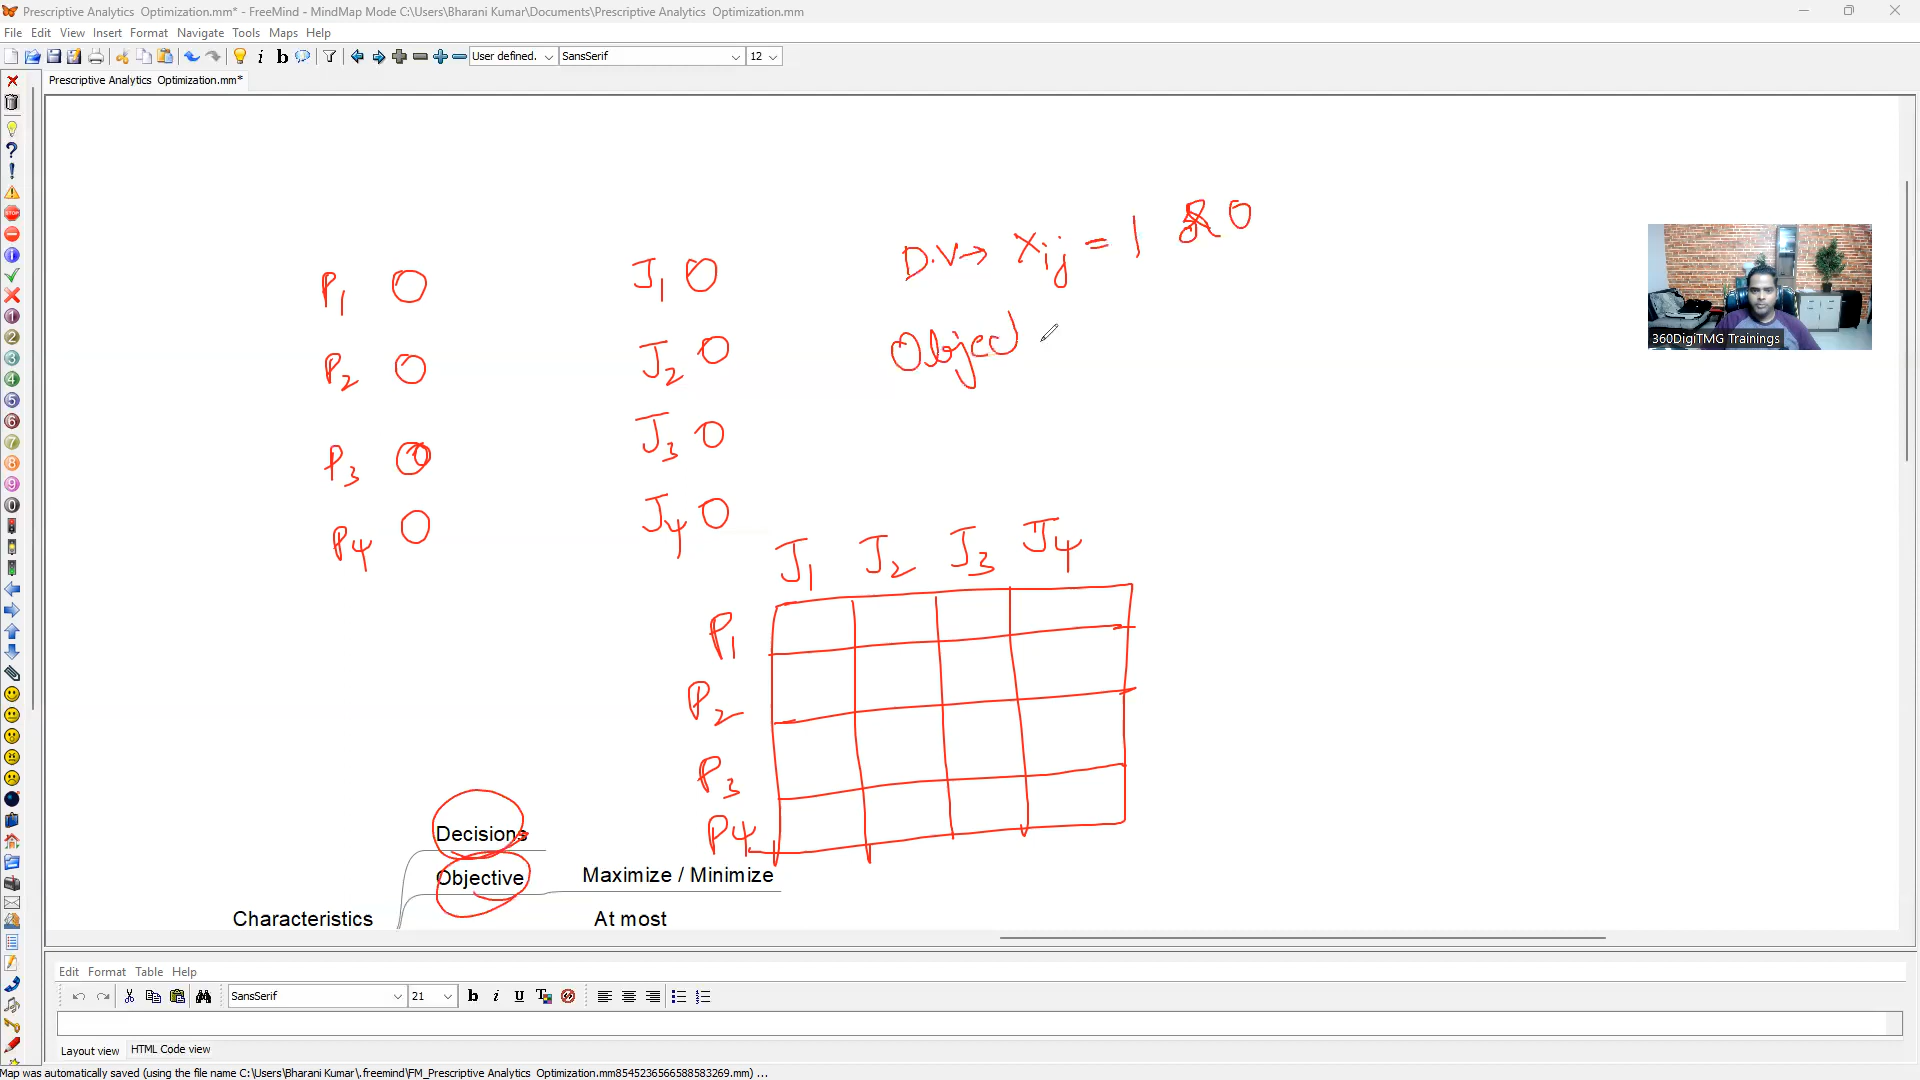 Prescriptive Analytics Optimization.mm* - FreeMind - MindMap Mode C:\Users\Bharani Kumar\Documents\Prescriptive Analytics Optimization.mm
File Edit View Insert Format Navigate Tools Maps Help
User defined. SansSerif 12
Prescriptive Analytics Optimization.mm*
D.V→ Xij = 1 & 0
P1 O J1 O
Objec
P2 O J2 O
360DigiTMG Trainings
P3 O J3 O
P4 O J4 O
J1 J2 J3 J4
P1
P2
P3
P4
Decisions
Objective Maximize / Minimize
Characteristics At most
Edit Format Table Help
SansSerif 21 b i U
Layout view HTML Code view
Map was automatically saved (using the file name C:\Users\Bharani Kumar\.freemind\FM_Prescriptive Analytics Optimization.mm8545236566588583269.mm) ...